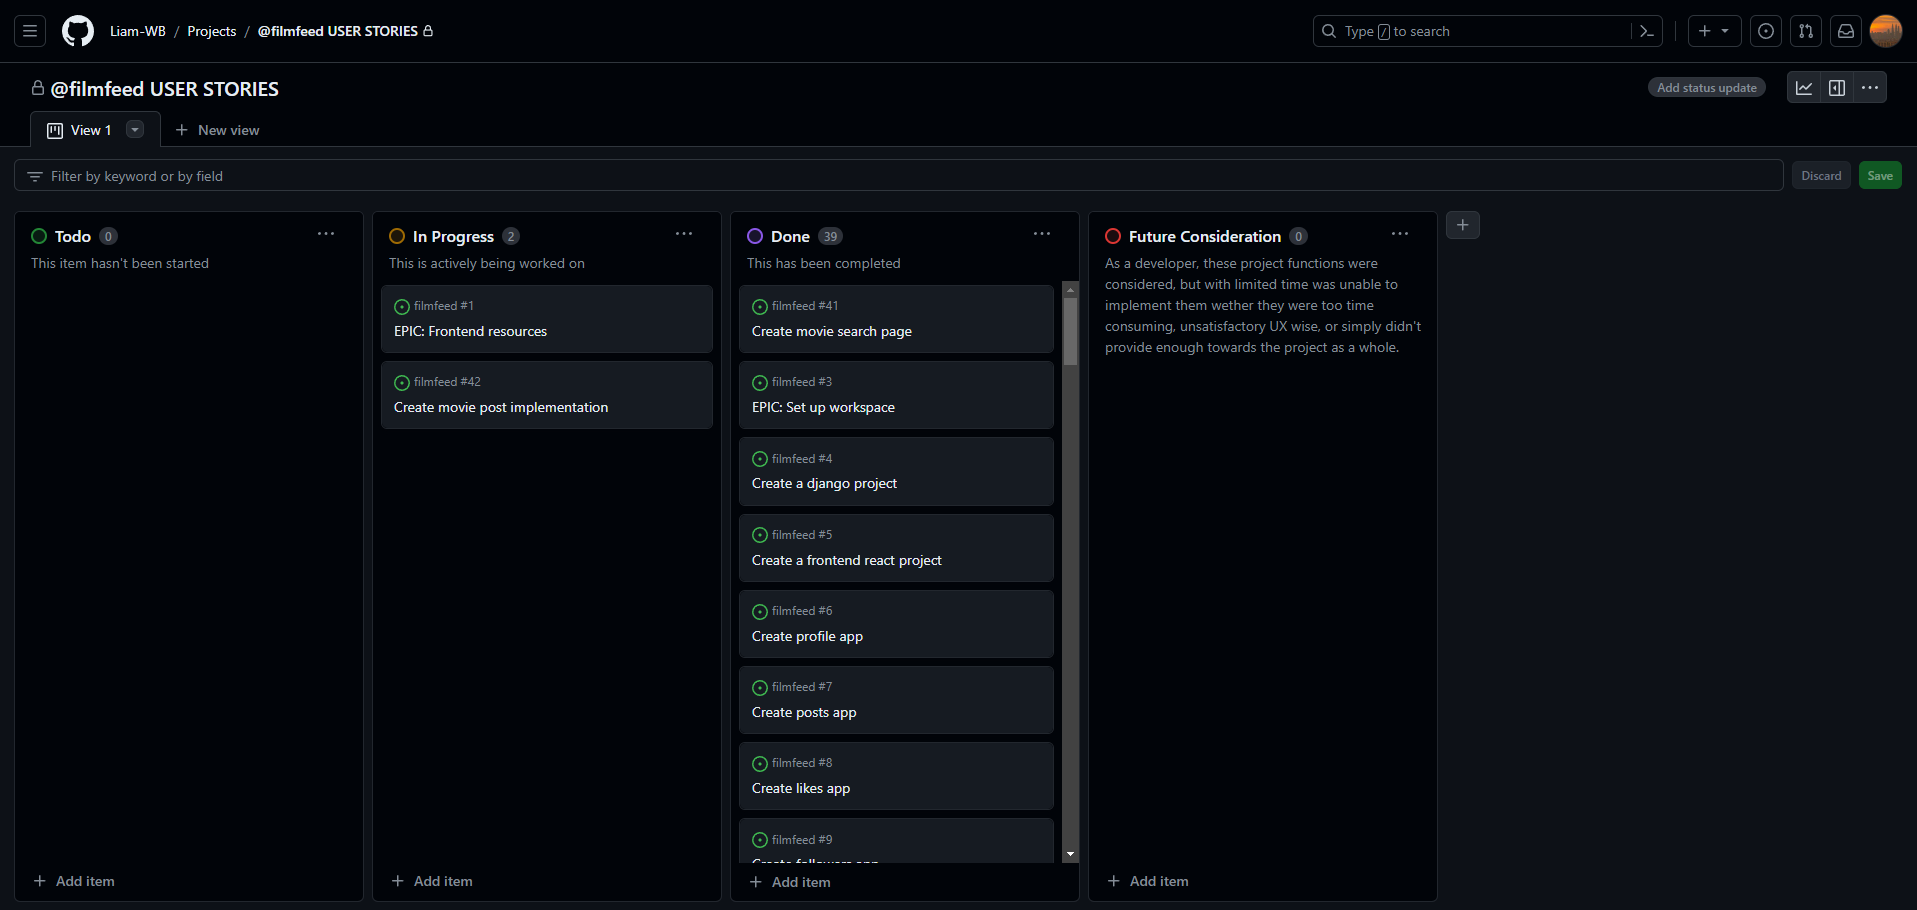 Liam-WB / Projects / @filmfeed USER STORIES
Type / to search
@filmfeed USER STORIES
Add status update
View 1
New view
Filter by keyword or by field
Discard
Save
Todo 0
This item hasn't been started
Add item
In Progress 2
This is actively being worked on
filmfeed #1
EPIC: Frontend resources
filmfeed #42
Create movie post implementation
Add item
Done 39
This has been completed
filmfeed #41
Create movie search page
filmfeed #3
EPIC: Set up workspace
filmfeed #4
Create a django project
filmfeed #5
Create a frontend react project
filmfeed #6
Create profile app
filmfeed #7
Create posts app
filmfeed #8
Create likes app
filmfeed #9
Create followers app
Add item
Future Consideration 0
As a developer, these project functions were
considered, but with limited time was unable to
implement them wether they were too time
consuming, unsatisfactory UX wise, or simply didn't
provide enough towards the project as a whole.
Add item